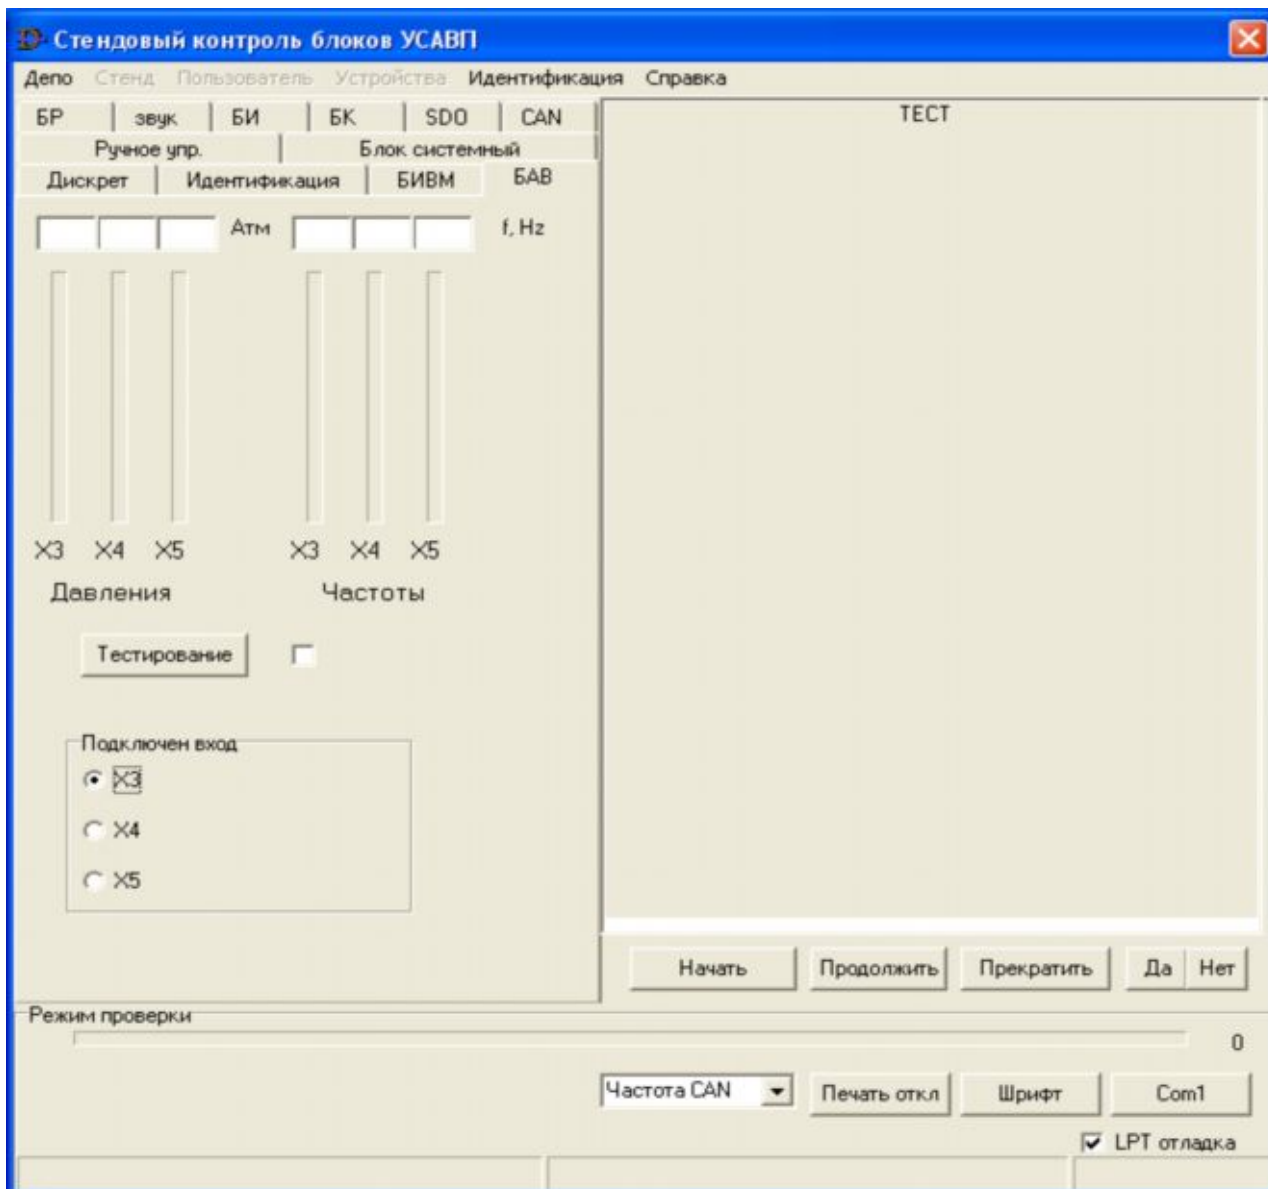 Стендовый контроль блоков УСАВП
Депо Стенд Пользователь Устройства Идентификация Справка
БР звук БИ БК SDO CAN
Ручное упр. Блок системный
Дискрет Идентификация БИВМ БАВ
Атм f, Hz
X3 X4 X5 X3 X4 X5
Давления Частоты
Тестирование
Подключен вход
X3
X4
X5
ТЕСТ
Начать Продолжить Прекратить Да Нет
Режим проверки
0
Частота CAN Печать откл Шрифт Com1
LPT отладка